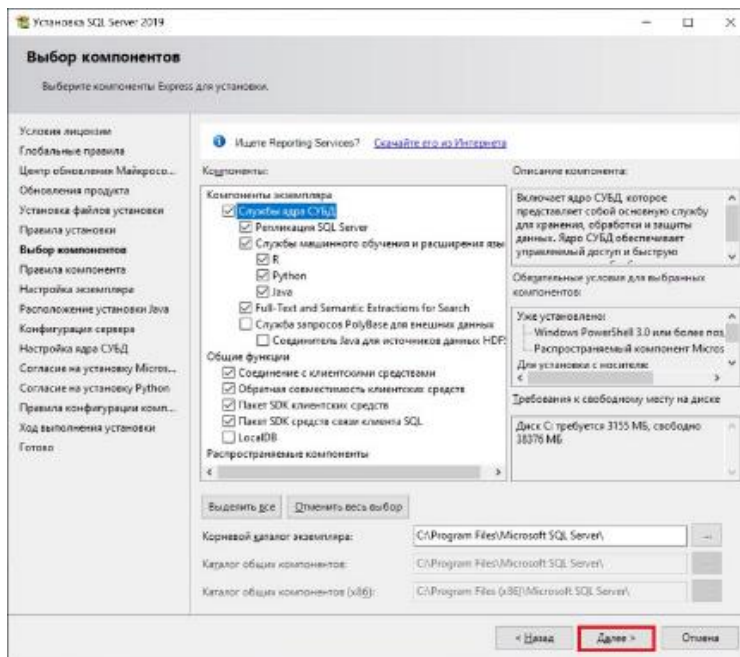 Установка SQL Server 2019
Выбор компонентов
Выберите компоненты Express для установки.
Условия лицензии
Глобальные правила
Центр обновления Майкросо...
Обновления продукта
Установка файлов установки
Правила установки
Выбор компонентов
Правила компонента
Настройка экземпляра
Расположение установки Java
Конфигурация сервера
Настройка ядра СУБД
Согласие на установку Micros...
Согласие на установку Python
Правила конфигурации комп...
Ход выполнения установки
Готово
Ищете Reporting Services? Скачайте его из Интернета
Компоненты:
Компоненты экземпляра
Службы ядра СУБД
Репликация SQL Server
Службы машинного обучения и расширения язы
R
Python
Java
Full-Text and Semantic Extractions for Search
Служба запросов PolyBase для внешних данных
Соединитель Java для источников данных HDFS
Общие функции
Соединение с клиентскими средствами
Обратная совместимость клиентских средств
Пакет SDK клиентских средств
Пакет SDK средств связи клиента SQL
LocalDB
Распространяемые компоненты
Описание компонента:
Включает ядро СУБД, которое
представляет собой основную службу
для хранения, обработки и защиты
данных. Ядро СУБД обеспечивает
управляемый доступ и быструю
Обязательные условия для выбранных
компонентов:
Уже установлено:
Windows PowerShell 3.0 или более поз
Распространяемый компонент Micros
Для установки с носителя:
Требования к свободному месту на диске
Диск C: требуется 3155 МБ, свободно
38376 МБ
Выделить все
Отменить весь выбор
Корневой каталог экземпляра:
C:\Program Files\Microsoft SQL Server\
...
Каталог общих компонентов:
C:\Program Files\Microsoft SQL Server\
Каталог общих компонентов (x86):
C:\Program Files (x86)\Microsoft SQL Server\
< Назад
Далее >
Отмена